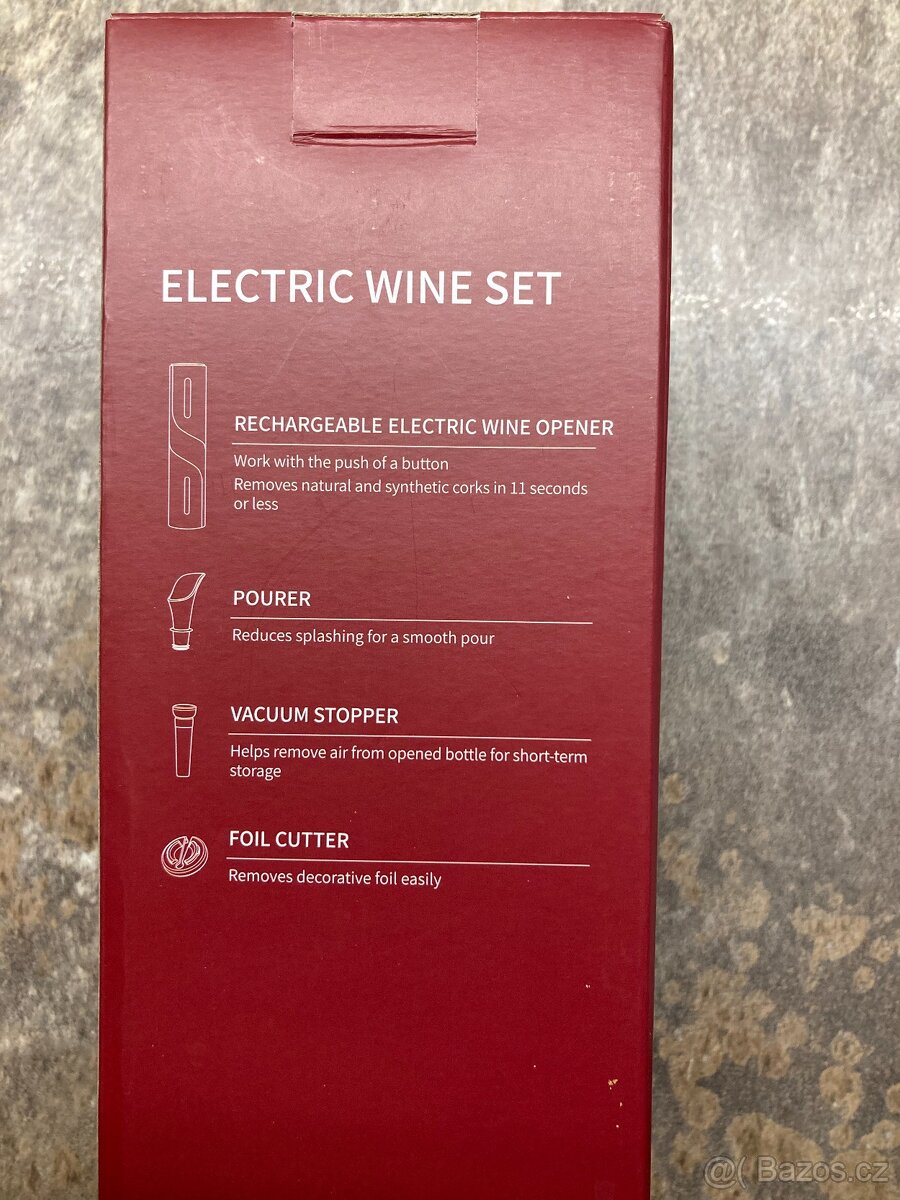 ELECTRIC WINE SET
RECHARGEABLE ELECTRIC WINE OPENER
Work with the push of a button
Removes natural and synthetic corks in 11 seconds
or less
POURER
Reduces splashing for a smooth pour
VACUUM STOPPER
Helps remove air from opened bottle for short-term
storage
FOIL CUTTER
Removes decorative foil easily
@( Bazos.cz